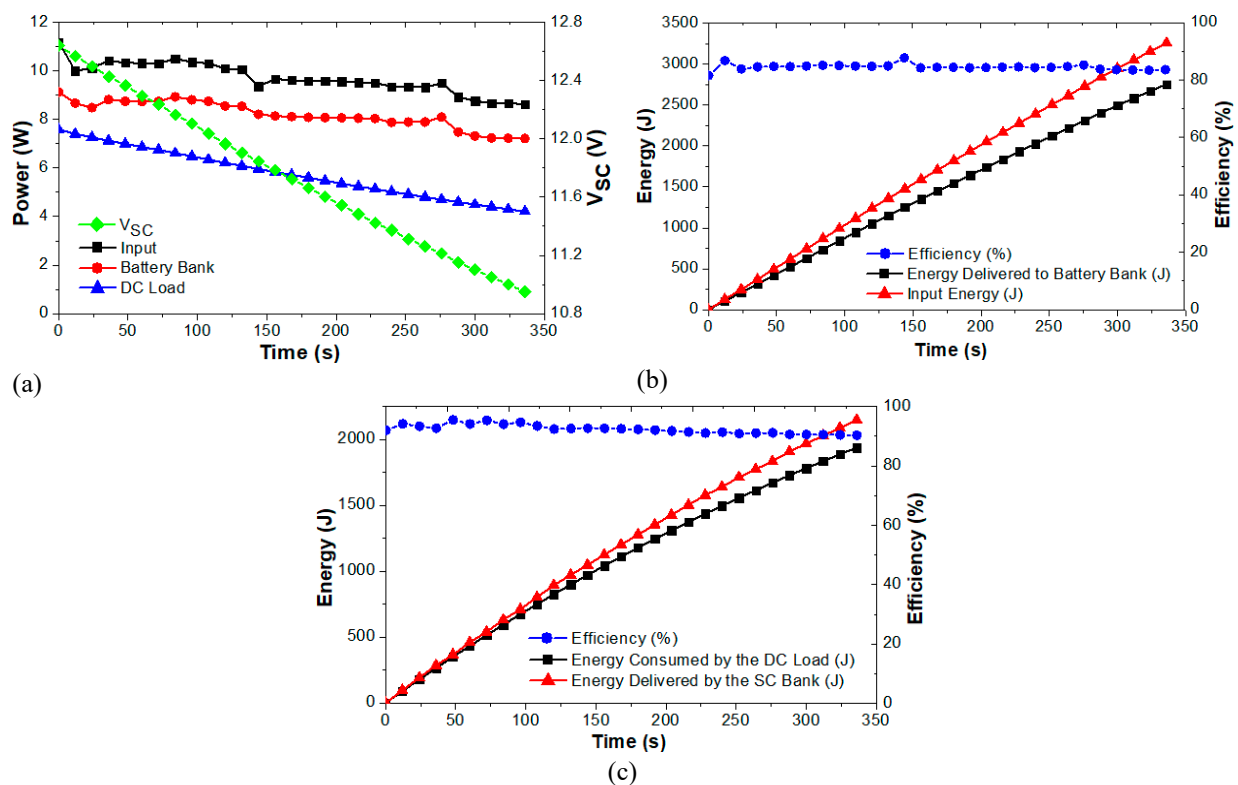 12
10
8
6
4
2
0
Power (W)
12.8
12.4
12.0
11.6
11.2
10.8
V_SC (V)
V_SC
Input
Battery Bank
DC Load
0 50 100 150 200 250 300 350
Time (s)
(a)
3500
3000
2500
2000
1500
1000
500
0
Energy (J)
100
80
60
40
20
0
Efficiency (%)
Efficiency (%)
Energy Delivered to Battery Bank (J)
Input Energy (J)
0 50 100 150 200 250 300 350
Time (s)
(b)
2000
1500
1000
500
0
Energy (J)
100
80
60
40
20
0
Efficiency (%)
Efficiency (%)
Energy Consumed by the DC Load (J)
Energy Delivered by the SC Bank (J)
0 50 100 150 200 250 300 350
Time (s)
(c)